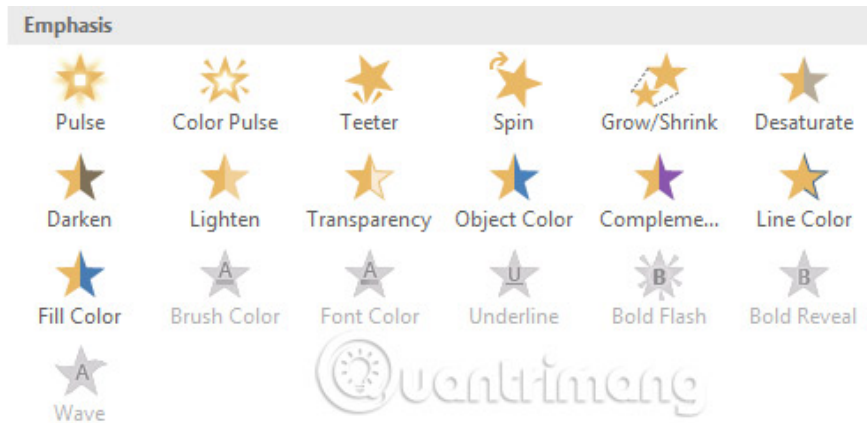 Emphasis
Pulse Color Pulse Teeter Spin Grow/Shrink Desaturate
Darken Lighten Transparency Object Color Compleme... Line Color
A A U B B
Fill Color Brush Color Font Color Underline Bold Flash Bold Reveal
A
Wave
Quantrimang